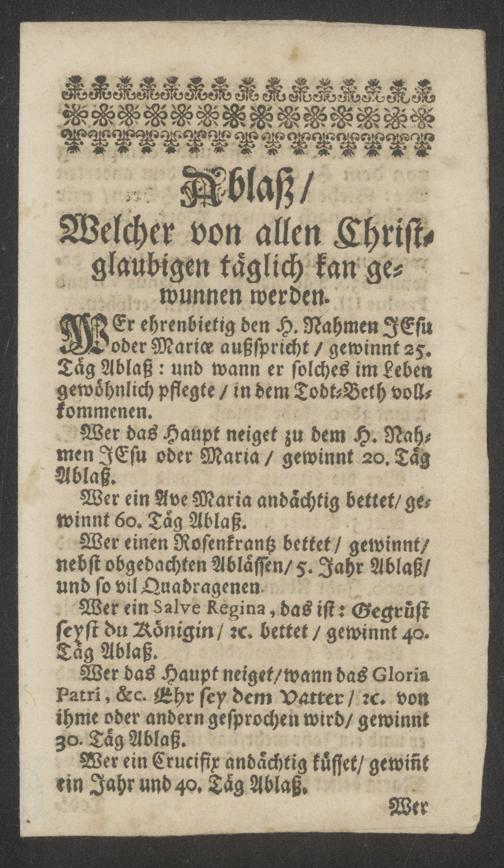 Ablaß/
Welcher von allen Christ-
glaubigen täglich kan ge-
wunnen werden.
WEr ehrenbietig den H. Nahmen JEsu
oder Mariæ außspricht / gewinnt 25.
Täg Ablaß : und wann er solches im Leben
gewöhnlich pflegte / in dem Todt-Beth voll-
kommenen.
Wer das Haupt neiget zu dem H. Nah-
men JEsu oder Maria / gewinnt 20. Täg
Ablaß.
Wer ein Ave Maria andächtig bettet/ ge-
winnt 60. Täg Ablaß.
Wer einen Rosenkrantz bettet / gewinnt/
nebst obgedachten Ablässen/ 5. Jahr Ablaß/
und so vil Quadragenen.
Wer ein Salve Regina, das ist : Gegrüst
seyst du Königin / ꝛc. bettet / gewinnt 40.
Täg Ablaß.
Wer das Haupt neiget/wann das Gloria
Patri, &c. Ehr sey dem Vatter / ꝛc. von
ihme oder andern gesprochen wird/ gewinnt
30. Täg Ablaß.
Wer ein Crucifix andächtig küsset/ gewiñt
ein Jahr und 40. Täg Ablaß.
Wer